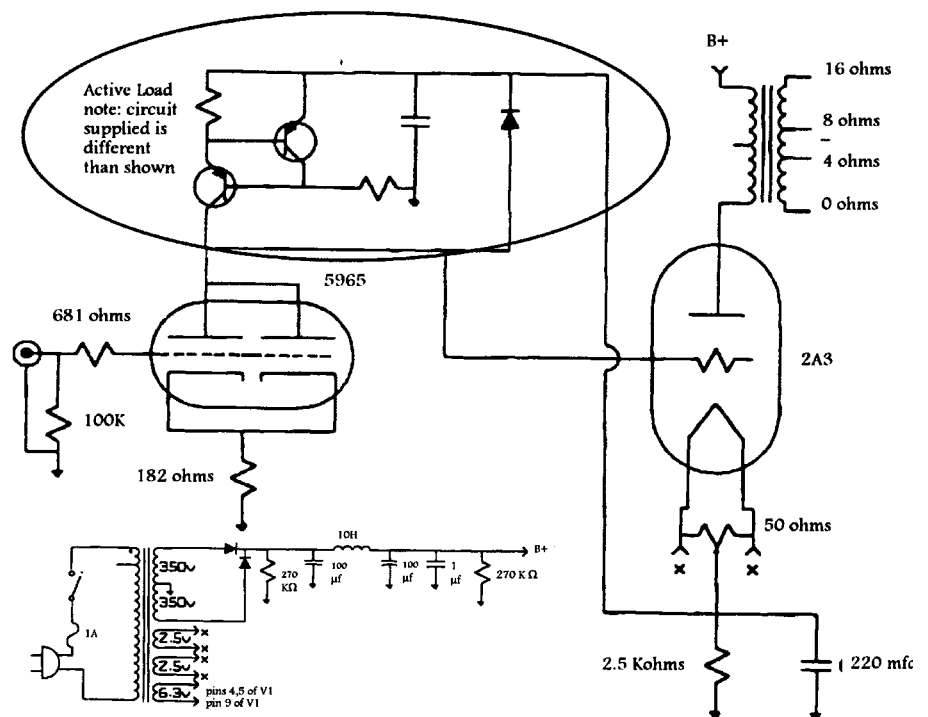 B+
16 ohms
8 ohms
4 ohms
0 ohms
Active Load
note: circuit
supplied is
different
than shown
5965
681 ohms
2A3
100K
182 ohms
50 ohms
x x
10H
B+
350v
350v
270
KΩ
100
µf
100
µf
1
µf
270 K Ω
1A
2.5v
x
x
2.5v
x
x
6.3v
pins 4,5 of V1
pin 9 of V1
2.5 Kohms
220 mfd